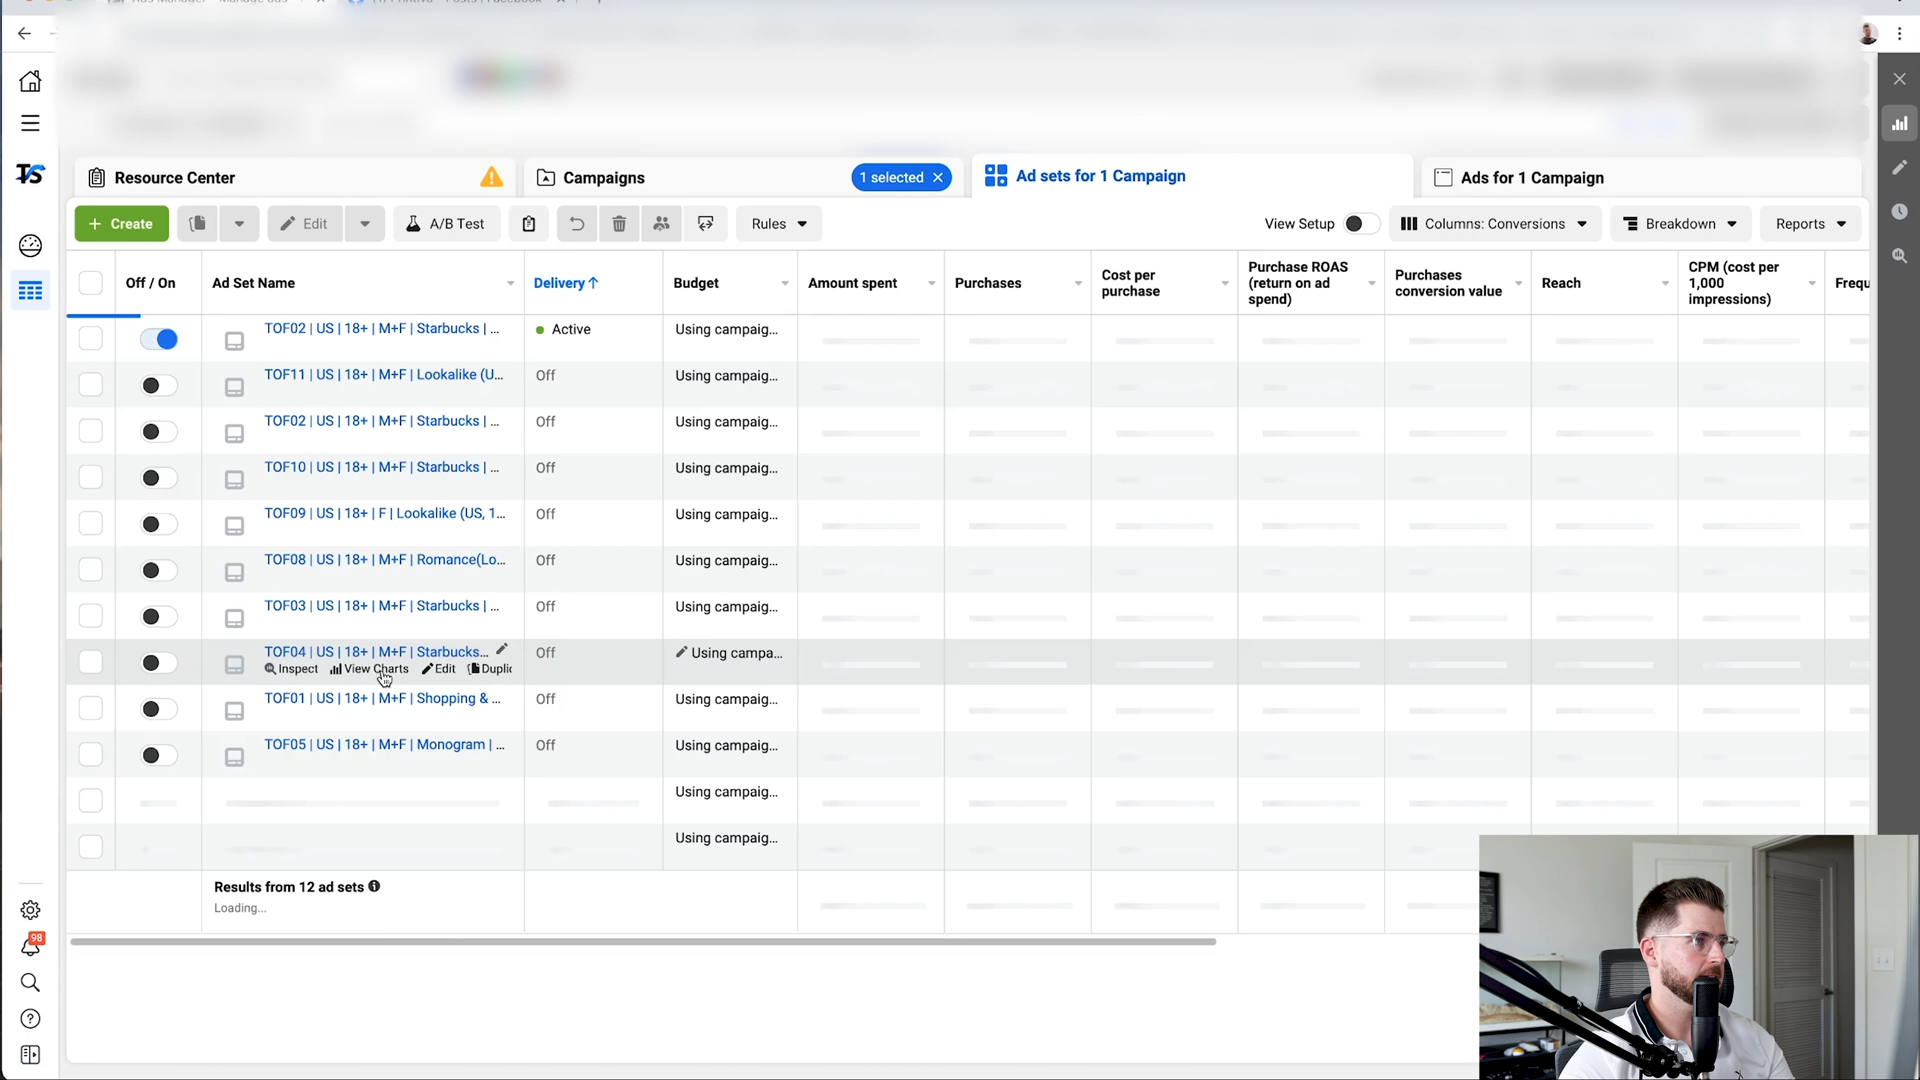 TS
Resource Center
Campaigns
1 selected ×
Ad sets for 1 Campaign
Ads for 1 Campaign
+ Create
Edit
A/B Test
Rules
View Setup
Columns: Conversions
Breakdown
Reports
Off / On
Ad Set Name
Delivery↑
Budget
Amount spent
Purchases
Cost per
purchase
Purchase ROAS
(return on ad
spend)
Purchases
conversion value
Reach
CPM (cost per
1,000
impressions)
Frequ
TOF02 | US | 18+ | M+F | Starbucks | ...
Active
Using campaig...
TOF11 | US | 18+ | M+F | Lookalike (U...
Off
Using campaig...
TOF02 | US | 18+ | M+F | Starbucks | ...
Off
Using campaig...
TOF10 | US | 18+ | M+F | Starbucks | ...
Off
Using campaig...
TOF09 | US | 18+ | F | Lookalike (US, 1...
Off
Using campaig...
TOF08 | US | 18+ | M+F | Romance(Lo...
Off
Using campaig...
TOF03 | US | 18+ | M+F | Starbucks | ...
Off
Using campaig...
TOF04 | US | 18+ | M+F | Starbucks...
Off
Using campa...
Inspect View Charts Edit Duplic
TOF01 | US | 18+ | M+F | Shopping & ...
Off
Using campaig...
TOF05 | US | 18+ | M+F | Monogram | ...
Off
Using campaig...
Using campaig...
Using campaig...
Results from 12 ad sets
Loading...
98